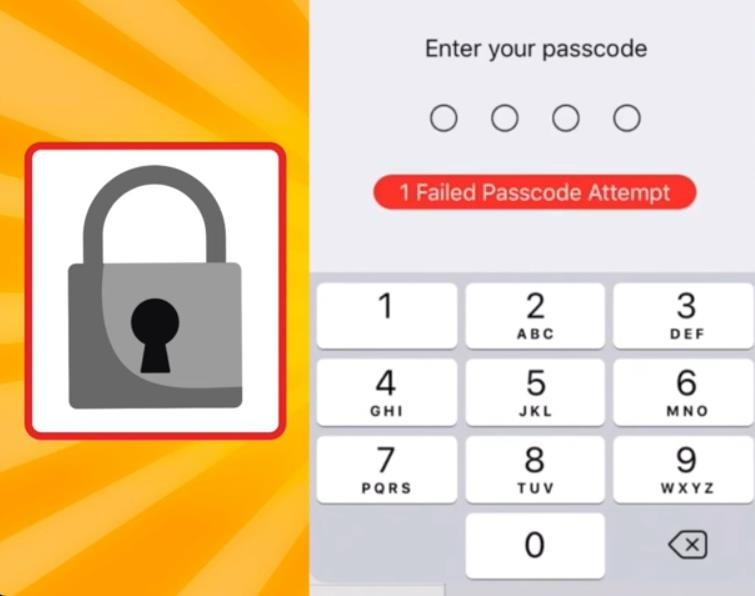 Enter your passcode
1 Failed Passcode Attempt
1
2
ABC
3
DEF
4
GHI
5
JKL
6
MNO
7
PQRS
8
TUV
9
WXYZ
0